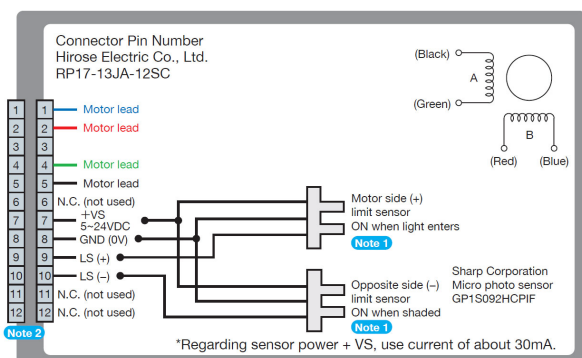 Connector Pin Number
Hirose Electric Co., Ltd.
RP17-13JA-12SC
(Black)
A
(Green)
B
(Red) (Blue)
1 1 Motor lead
2 2 Motor lead
3 3
4 4 Motor lead
5 5 Motor lead
6 6 N.C. (not used)
7 7 +VS
5~24VDC
8 8 GND (0V)
9 9 LS (+)
10 10 LS (–)
11 11 N.C. (not used)
12 12 N.C. (not used)
Note 2
Motor side (+)
limit sensor
ON when light enters
Note 1
Opposite side (–)
limit sensor
ON when shaded
Note 1
Sharp Corporation
Micro photo sensor
GP1S092HCPIF
*Regarding sensor power + VS, use current of about 30mA.